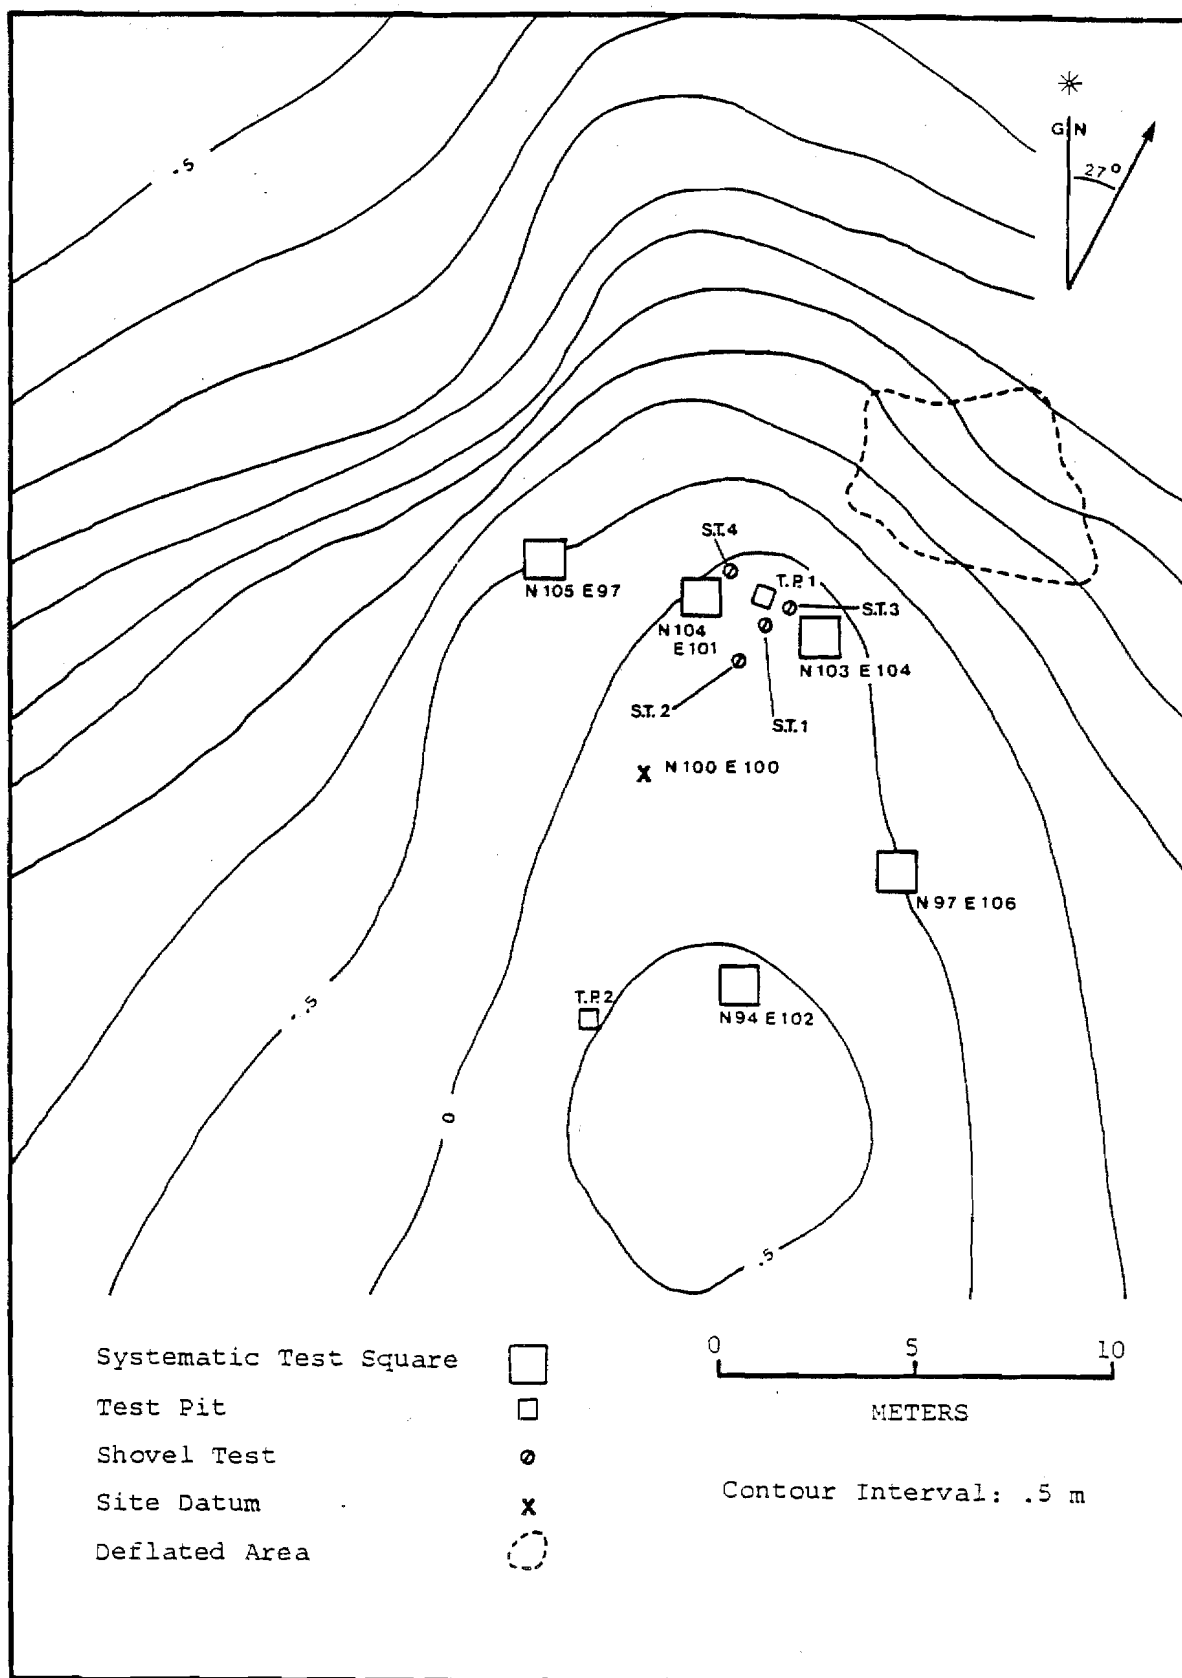 G N
27°
.5
S.T.4
T.P.1
S.T.3
N 105 E 97
N 104
E 101
N 103 E 104
S.T. 2
S.T. 1
X N 100 E 100
N 97 E 106
T.P. 2
N 94 E 102
-.5
0
.5
Systematic Test Square
Test Pit
Shovel Test
Site Datum X
Deflated Area
0 5 10
METERS
Contour Interval: .5 m